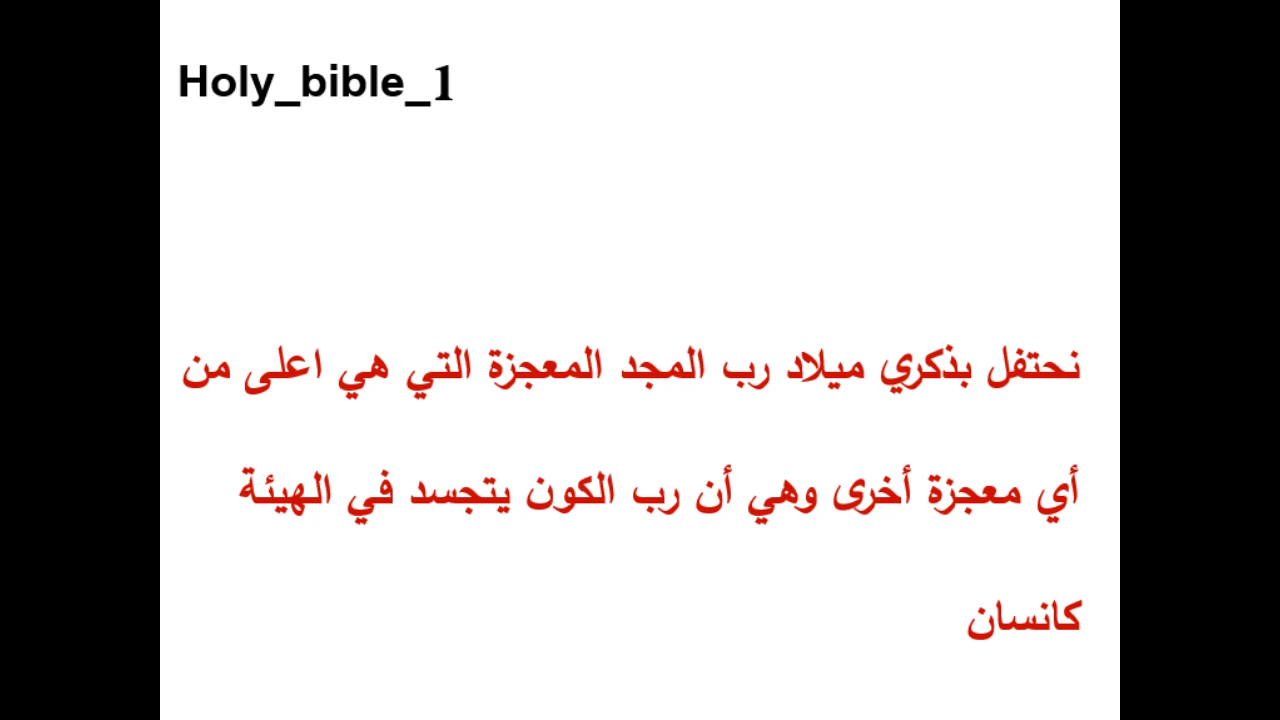 Holy_bible_1
نحتفل بذكري ميلاد رب المجد المعجزة التي هي اعلى من
أي معجزة أخرى وهي أن رب الكون يتجسد في الهيئة
كانسان